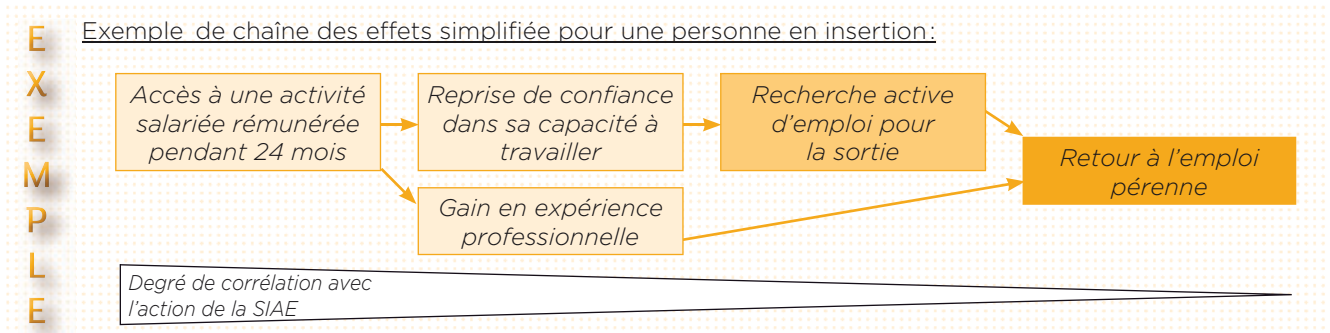 EXEMPLE
Exemple de chaîne des effets simplifiée pour une personne en insertion :
Accès à une activité
salariée rémunérée
pendant 24 mois
Reprise de confiance
dans sa capacité à
travailler
Recherche active
d’emploi pour
la sortie
Retour à l’emploi
pérenne
Gain en expérience
professionnelle
Degré de corrélation avec
l’action de la SIAE